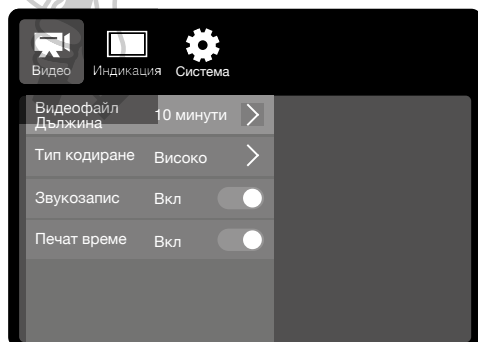 Видео Индикация Система
Видеофайл
Дължина
10 минути
Тип кодиране Високо
Звукозапис Вкл
Печат време Вкл